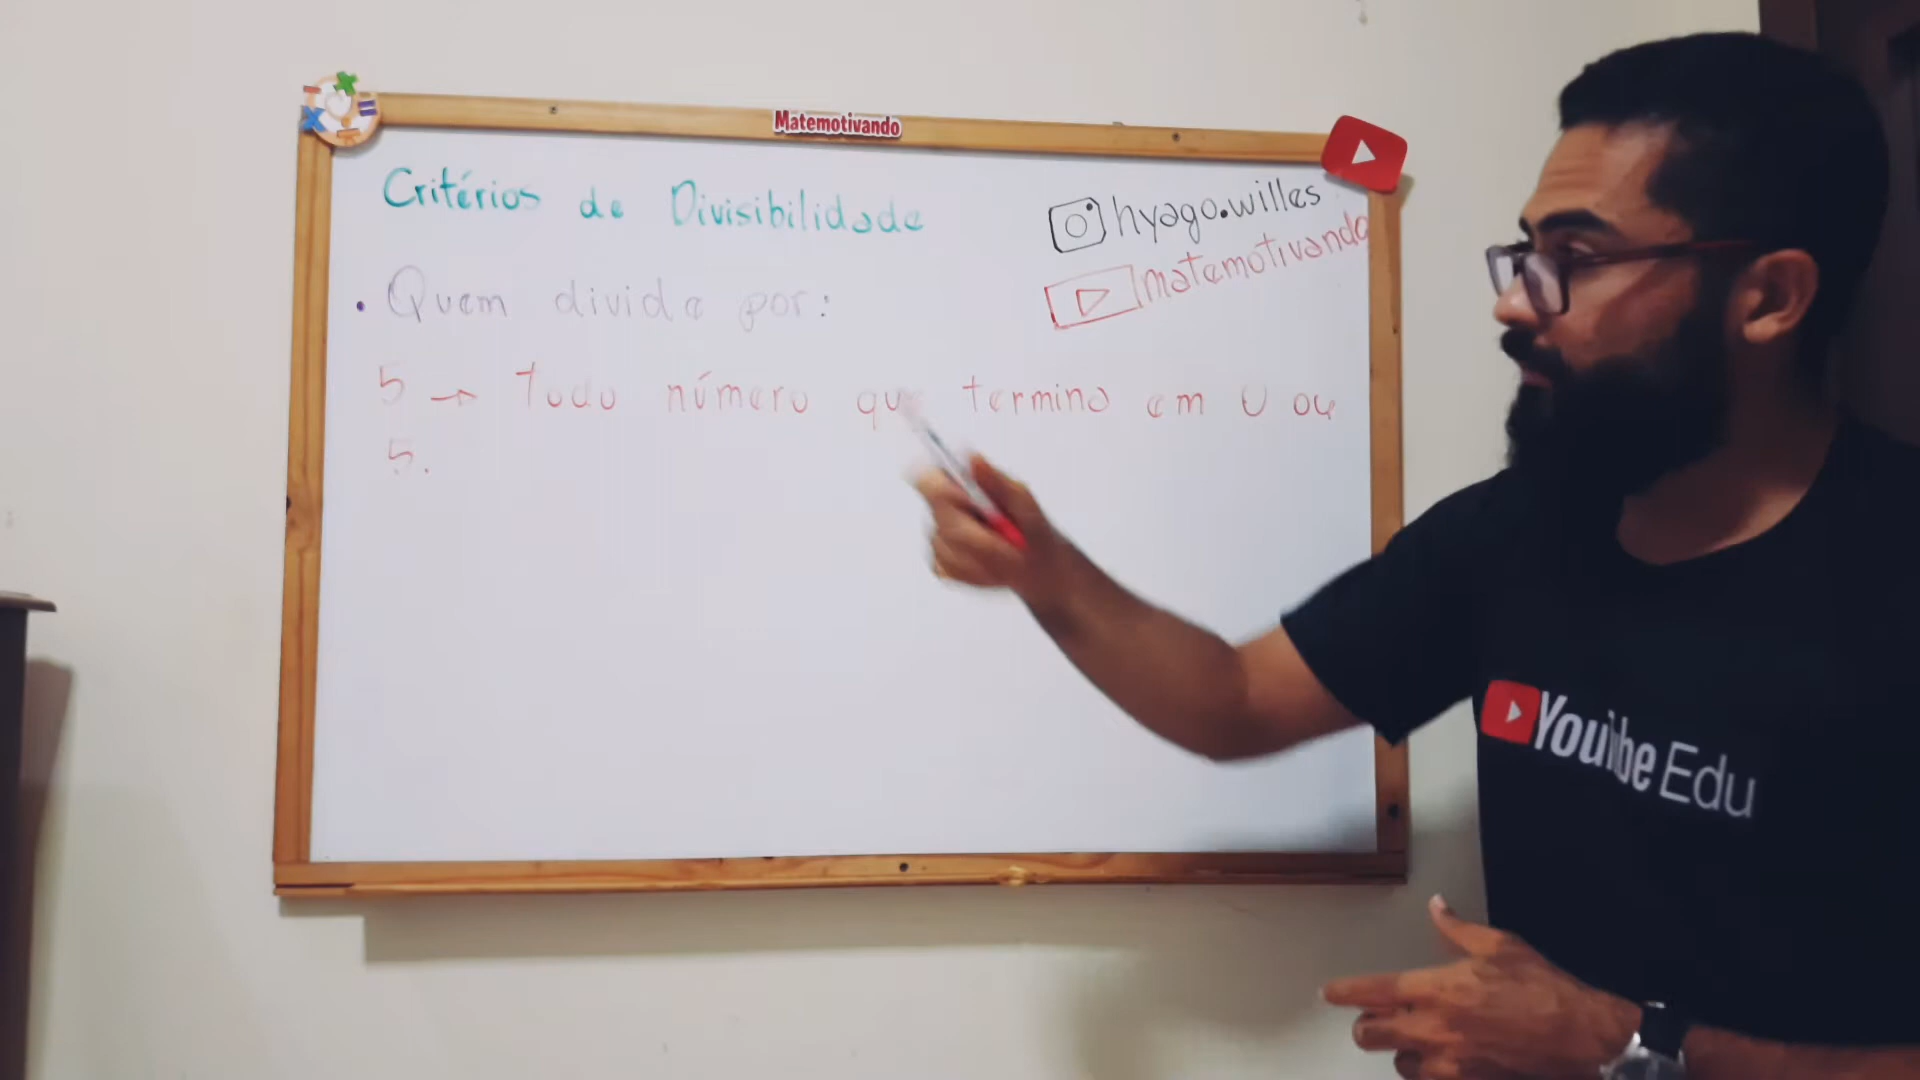 Matemotivando
Critérios de Divisibilidade
hyago.willes
matemotivando
• Quem divide por:
5 → Todo número que termina em 0 ou
5.
YouTube Edu